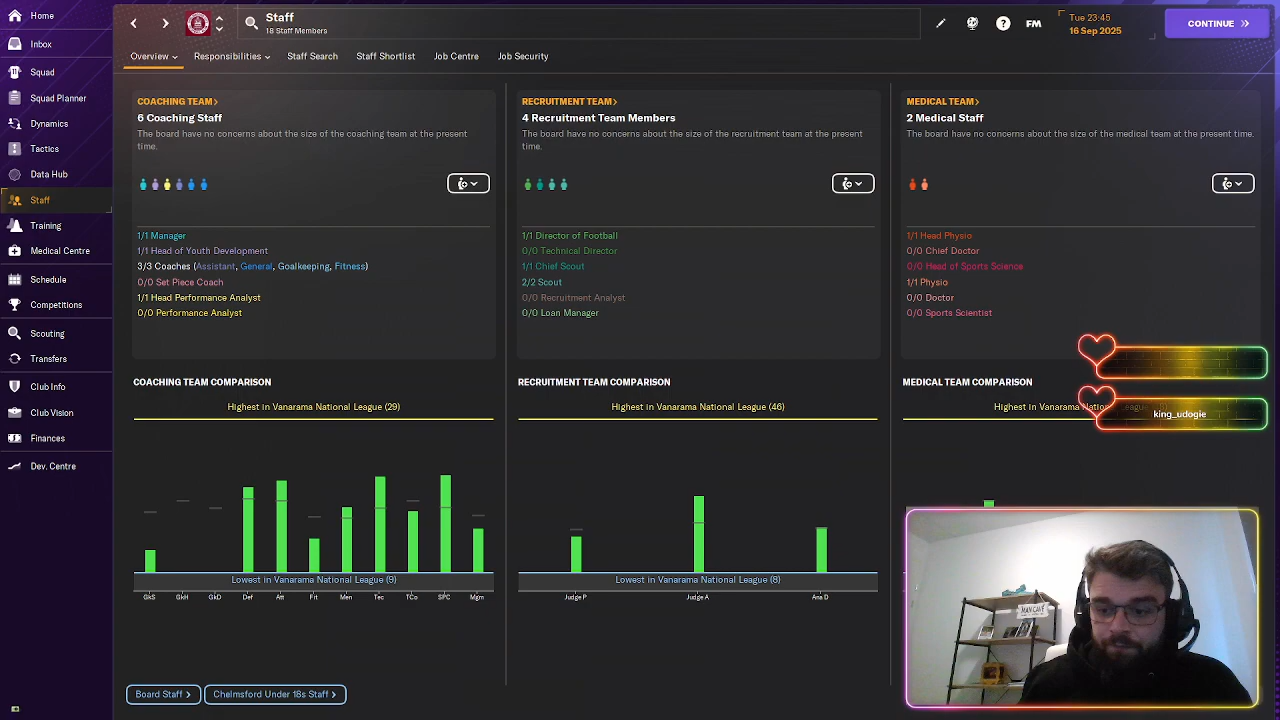 Home
Inbox
Squad
Squad Planner
Dynamics
Tactics
Data Hub
Staff
Training
Medical Centre
Schedule
Competitions
Scouting
Transfers
Club Info
Club Vision
Finances
Dev. Centre
Staff
18 Staff Members
FM
Tue 23:45
16 Sep 2025
CONTINUE
Overview
Responsibilities
Staff Search
Staff Shortlist
Job Centre
Job Security
COACHING TEAM
6 Coaching Staff
The board have no concerns about the size of the coaching team at the present
time.
1/1 Manager
1/1 Head of Youth Development
3/3 Coaches (Assistant, General, Goalkeeping, Fitness)
0/0 Set Piece Coach
1/1 Head Performance Analyst
0/0 Performance Analyst
RECRUITMENT TEAM
4 Recruitment Team Members
The board have no concerns about the size of the recruitment team at the present
time.
1/1 Director of Football
0/0 Technical Director
1/1 Chief Scout
2/2 Scout
0/0 Recruitment Analyst
0/0 Loan Manager
MEDICAL TEAM
2 Medical Staff
The board have no concerns about the size of the medical team at the present time.
1/1 Head Physio
0/0 Chief Doctor
0/0 Head of Sports Science
1/1 Physio
0/0 Doctor
0/0 Sports Scientist
COACHING TEAM COMPARISON
Highest in Vanarama National League (29)
Lowest in Vanarama National League (9)
GkS GkH GkD Def Att Fit Men Tec TCo SPC Mgm
RECRUITMENT TEAM COMPARISON
Highest in Vanarama National League (46)
Lowest in Vanarama National League (8)
Judge P Judge A Ana D
MEDICAL TEAM COMPARISON
Highest in Vanarama National League
king_udogie
MAN CAVE
Board Staff
Chelmsford Under 18s Staff